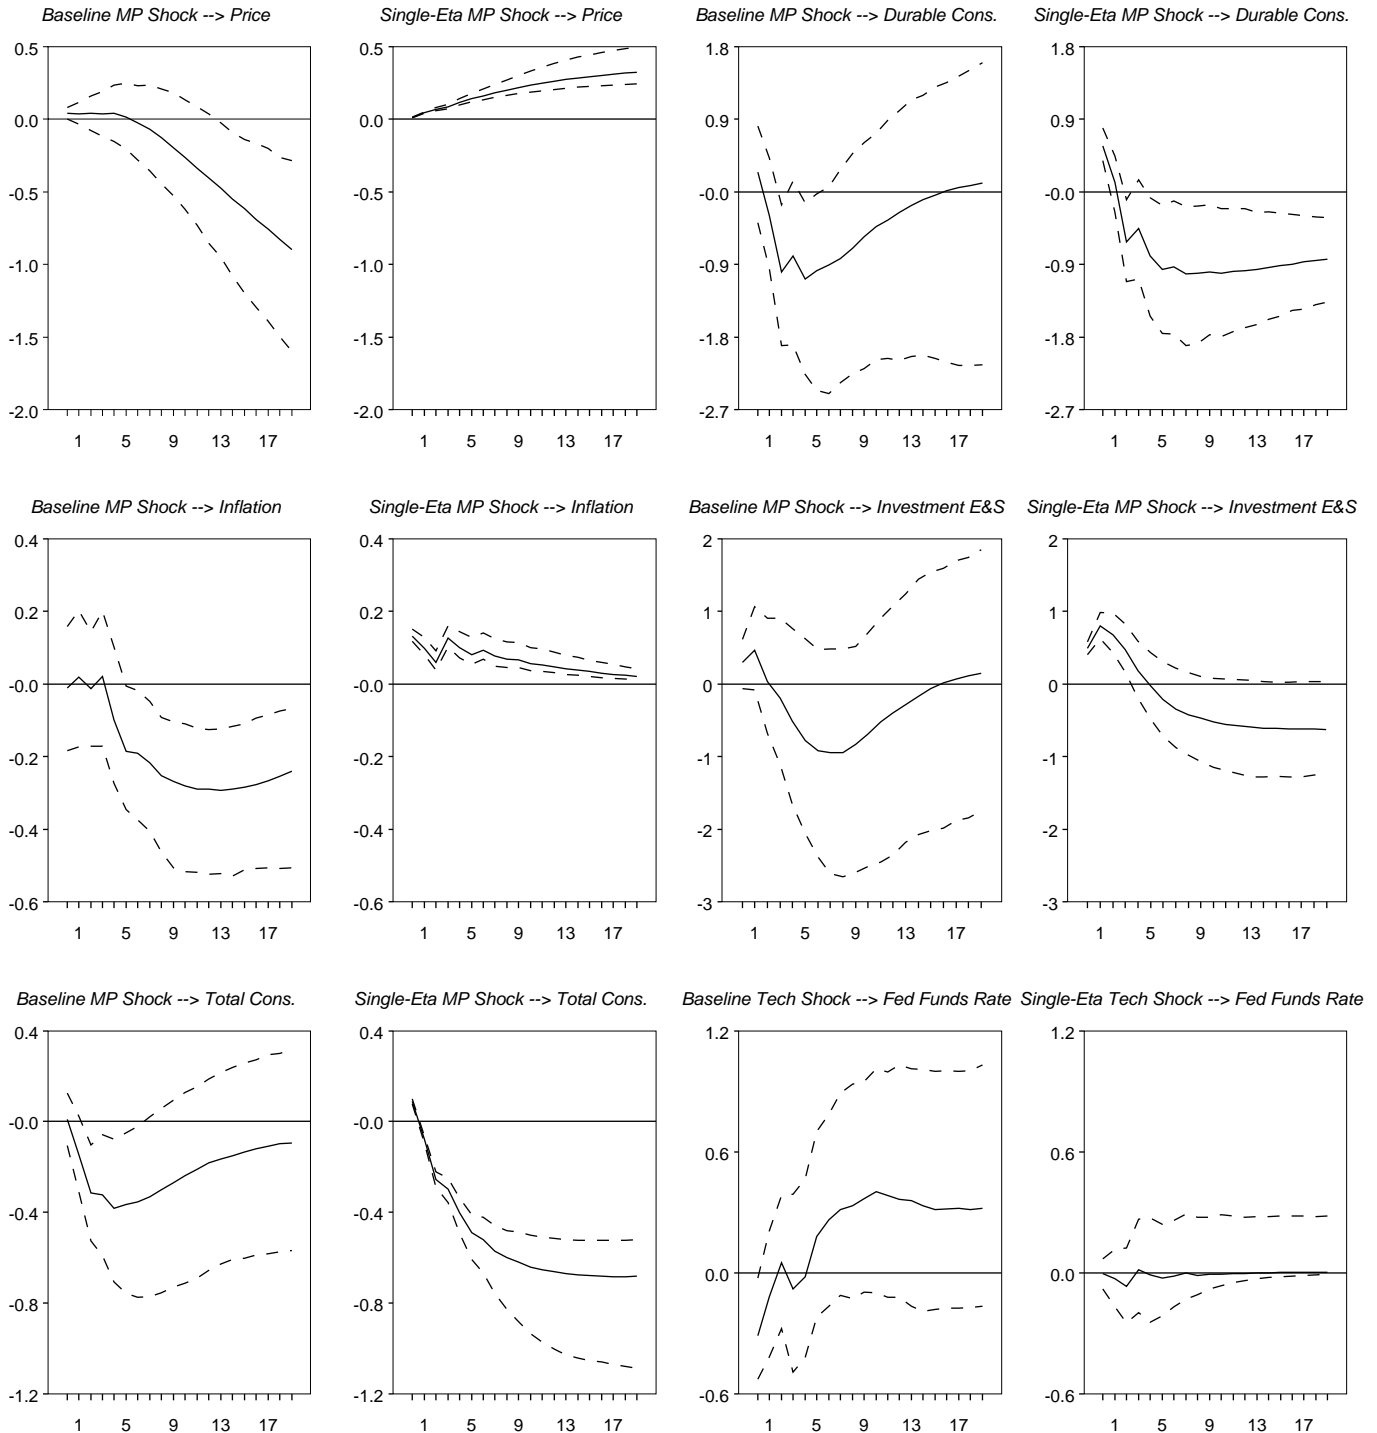 Baseline MP Shock --> Price
0.5
0.0
-0.5
-1.0
-1.5
-2.0
1 5 9 13 17
Single-Eta MP Shock --> Price
0.5
0.0
-0.5
-1.0
-1.5
-2.0
1 5 9 13 17
Baseline MP Shock --> Durable Cons.
1.8
0.9
-0.0
-0.9
-1.8
-2.7
1 5 9 13 17
Single-Eta MP Shock --> Durable Cons.
1.8
0.9
-0.0
-0.9
-1.8
-2.7
1 5 9 13 17
Baseline MP Shock --> Inflation
0.4
0.2
-0.0
-0.2
-0.4
-0.6
1 5 9 13 17
Single-Eta MP Shock --> Inflation
0.4
0.2
-0.0
-0.2
-0.4
-0.6
1 5 9 13 17
Baseline MP Shock --> Investment E&S
2
1
0
-1
-2
-3
1 5 9 13 17
Single-Eta MP Shock --> Investment E&S
2
1
0
-1
-2
-3
1 5 9 13 17
Baseline MP Shock --> Total Cons.
0.4
-0.0
-0.4
-0.8
-1.2
1 5 9 13 17
Single-Eta MP Shock --> Total Cons.
0.4
-0.0
-0.4
-0.8
-1.2
1 5 9 13 17
Baseline Tech Shock --> Fed Funds Rate
1.2
0.6
0.0
-0.6
1 5 9 13 17
Single-Eta Tech Shock --> Fed Funds Rate
1.2
0.6
0.0
-0.6
1 5 9 13 17